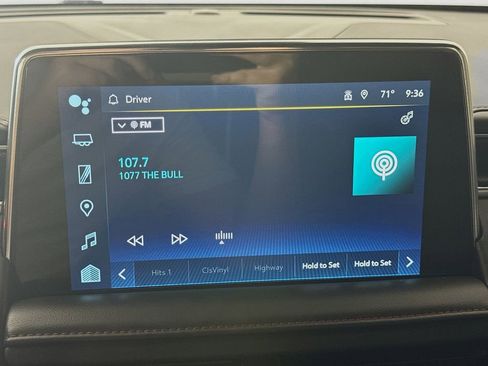 Driver
71° 9:36
FM
107.7
1077 THE BULL
Hits 1 ClsVinyl Highway Hold to Set Hold to Set